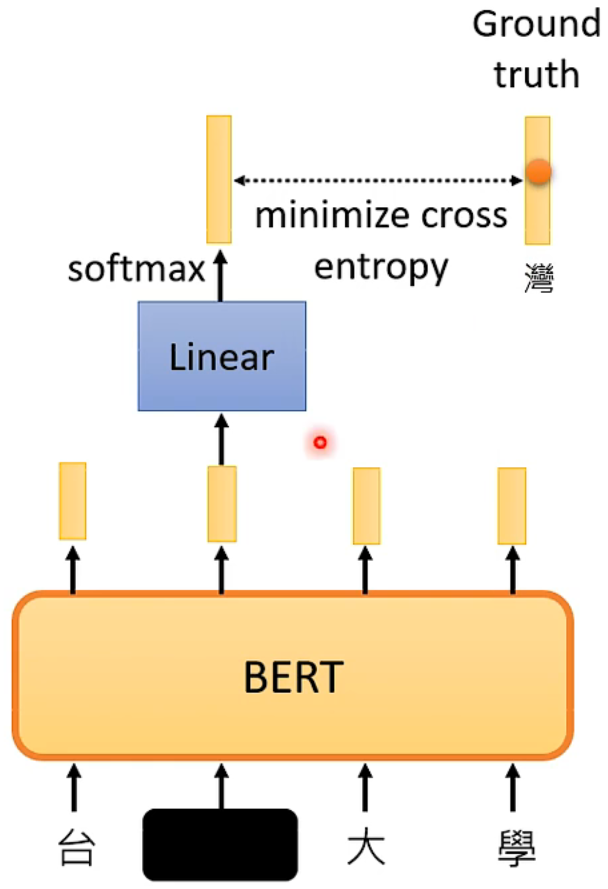 Ground
truth
minimize cross
entropy
softmax
灣
Linear
BERT
台 大 學